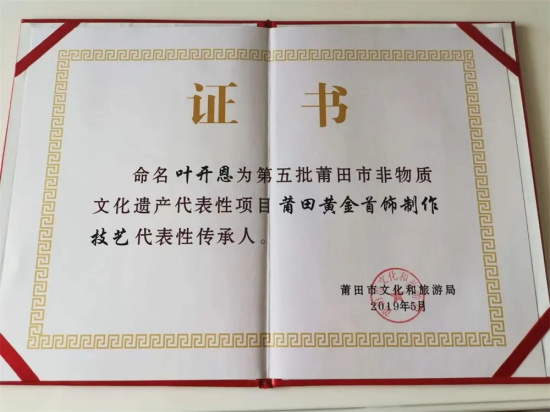 证书
命名叶开恩为第五批莆田市非物质
文化遗产代表性项目莆田黄金首饰制作
技艺代表性传承人。
莆田市文化和旅游局
2019年5月